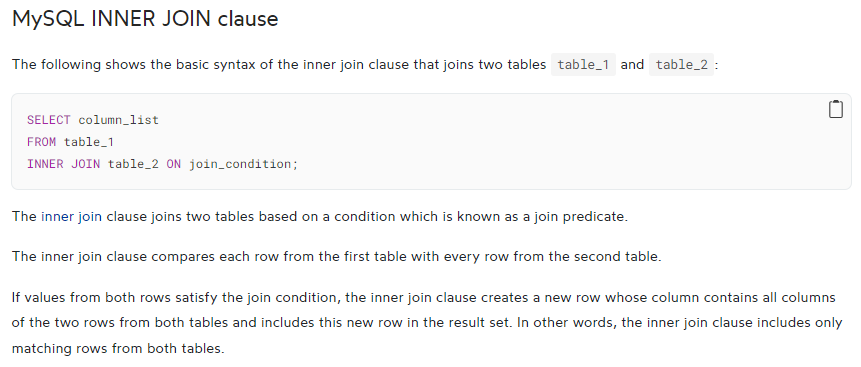 MySQL INNER JOIN clause
The following shows the basic syntax of the inner join clause that joins two tables table_1 and table_2 :
SELECT column_list
FROM table_1
INNER JOIN table_2 ON join_condition;
The inner join clause joins two tables based on a condition which is known as a join predicate.
The inner join clause compares each row from the first table with every row from the second table.
If values from both rows satisfy the join condition, the inner join clause creates a new row whose column contains all columns
of the two rows from both tables and includes this new row in the result set. In other words, the inner join clause includes only
matching rows from both tables.